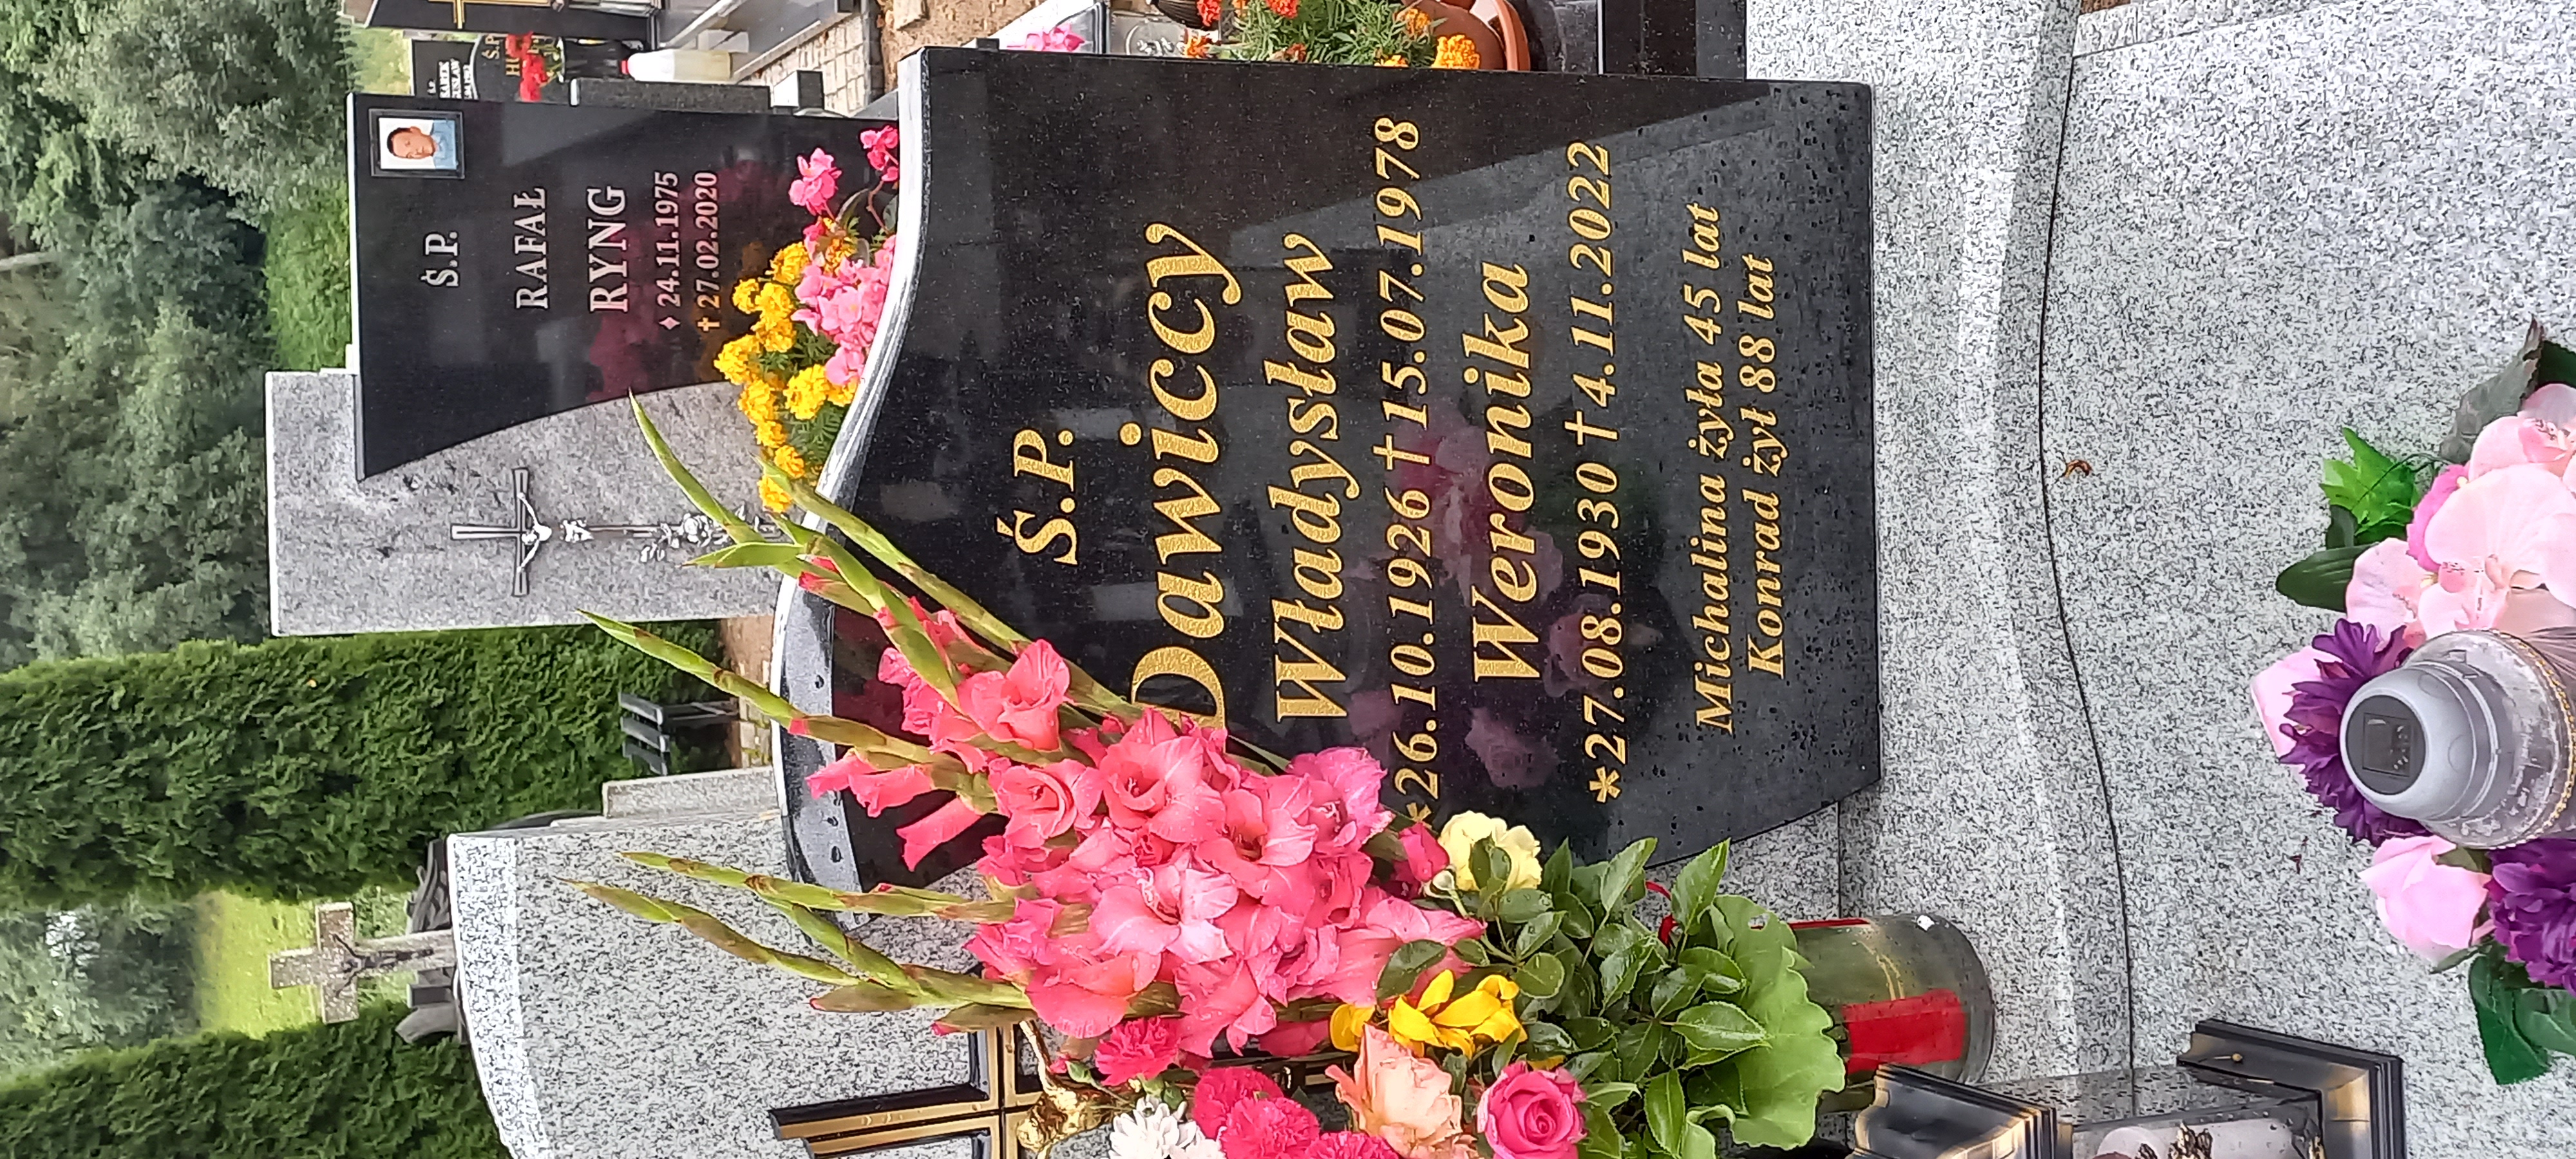 Ś.P.
Dawiccy
Władysław
*26.10.1926 † 15.07.1978
Weronika
*27.08.1930 † 4.11.2022
Michalina żyła 45 lat
Konrad żył 88 lat
Ś.P.
RAFAŁ
RYNG
24.11.1975
† 27.02.2020
Ś.P.